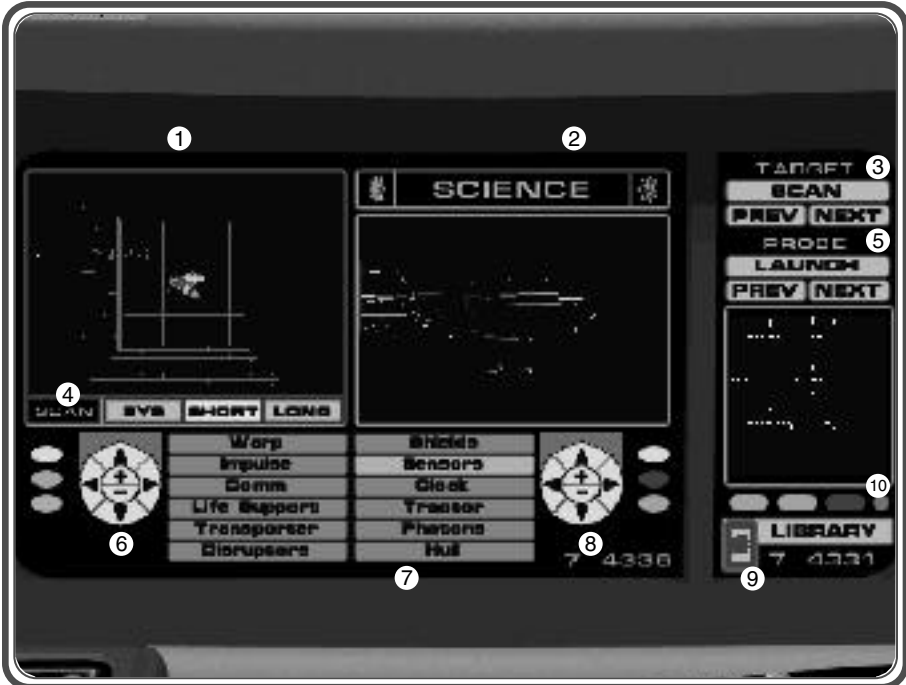 1
2
SCIENCE
TARGET
3
SCAN
PREV NEXT
PROBE
5
LAUNCH
PREV NEXT
4
SCAN SYS SHORT LONG
Warp
Impulse
Comm
Life Support
Transporter
Disruptors
Shields
Sensors
Cloak
Tractor
Photons
Hull
6
7
8
7 4336
10
LIBRARY
7 4331
9